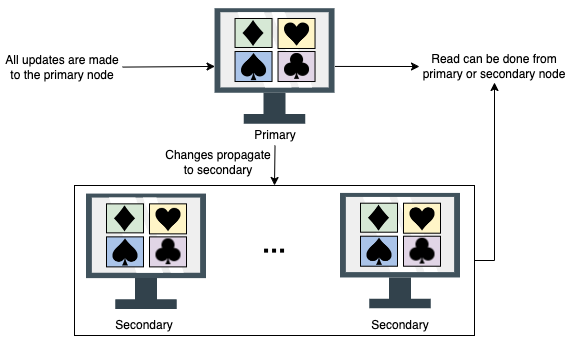 All updates are made
to the primary node
Read can be done from
primary or secondary node
Primary
Changes propagate
to secondary
...
Secondary
Secondary